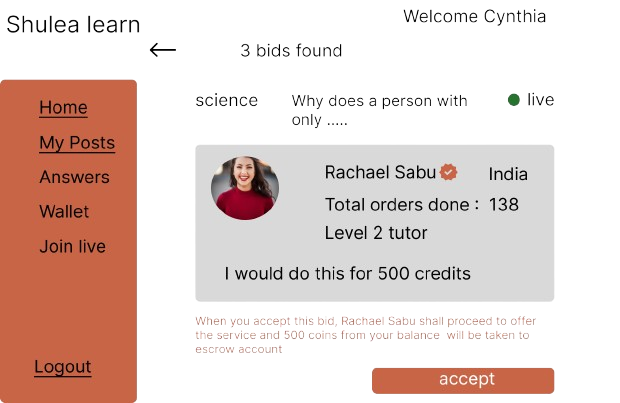 Shulea learn
Welcome Cynthia
3 bids found
Home
My Posts
Answers
Wallet
Join live
Logout
science
Why does a person with
only .....
live
Rachael Sabu
India
Total orders done : 138
Level 2 tutor
I would do this for 500 credits
When you accept this bid, Rachael Sabu shall proceed to offer
the service and 500 coins from your balance will be taken to
escrow account
accept